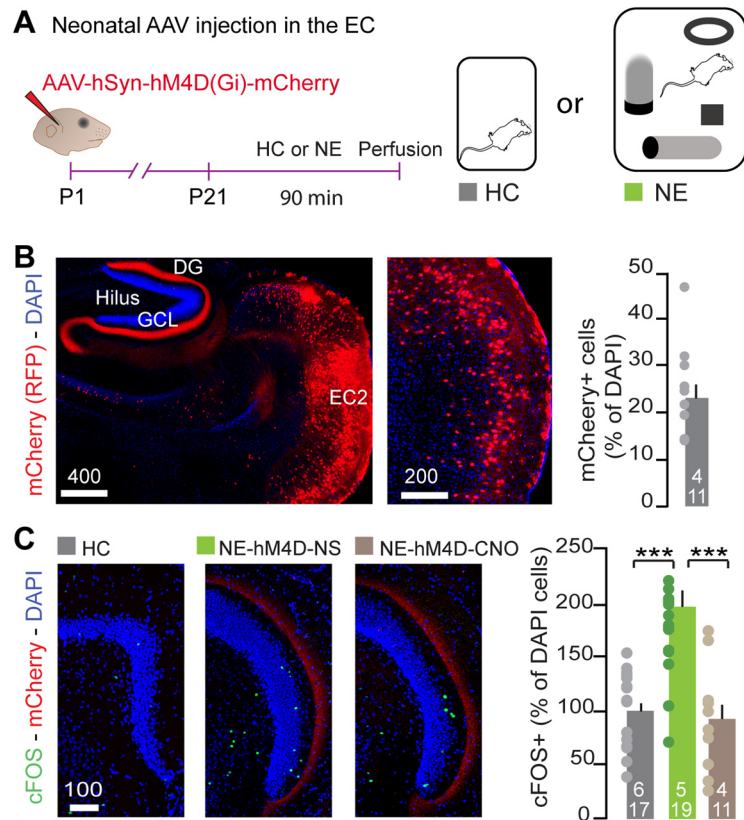 A Neonatal AAV injection in the EC
AAV-hSyn-hM4D(Gi)-mCherry
HC or NE Perfusion
P1 P21 90 min
or
HC
NE
B
mCherry (RFP) - DAPI
DG
Hilus
GCL
EC2
400
200
mCheery+ cells
(% of DAPI)
50
40
30
20
10
0
4
11
C
HC
NE-hM4D-NS
NE-hM4D-CNO
cFOS - mCherry - DAPI
100
cFOS+ (% of DAPI cells)
250
200
150
100
50
0
*** ***
6 5 4
17 19 11